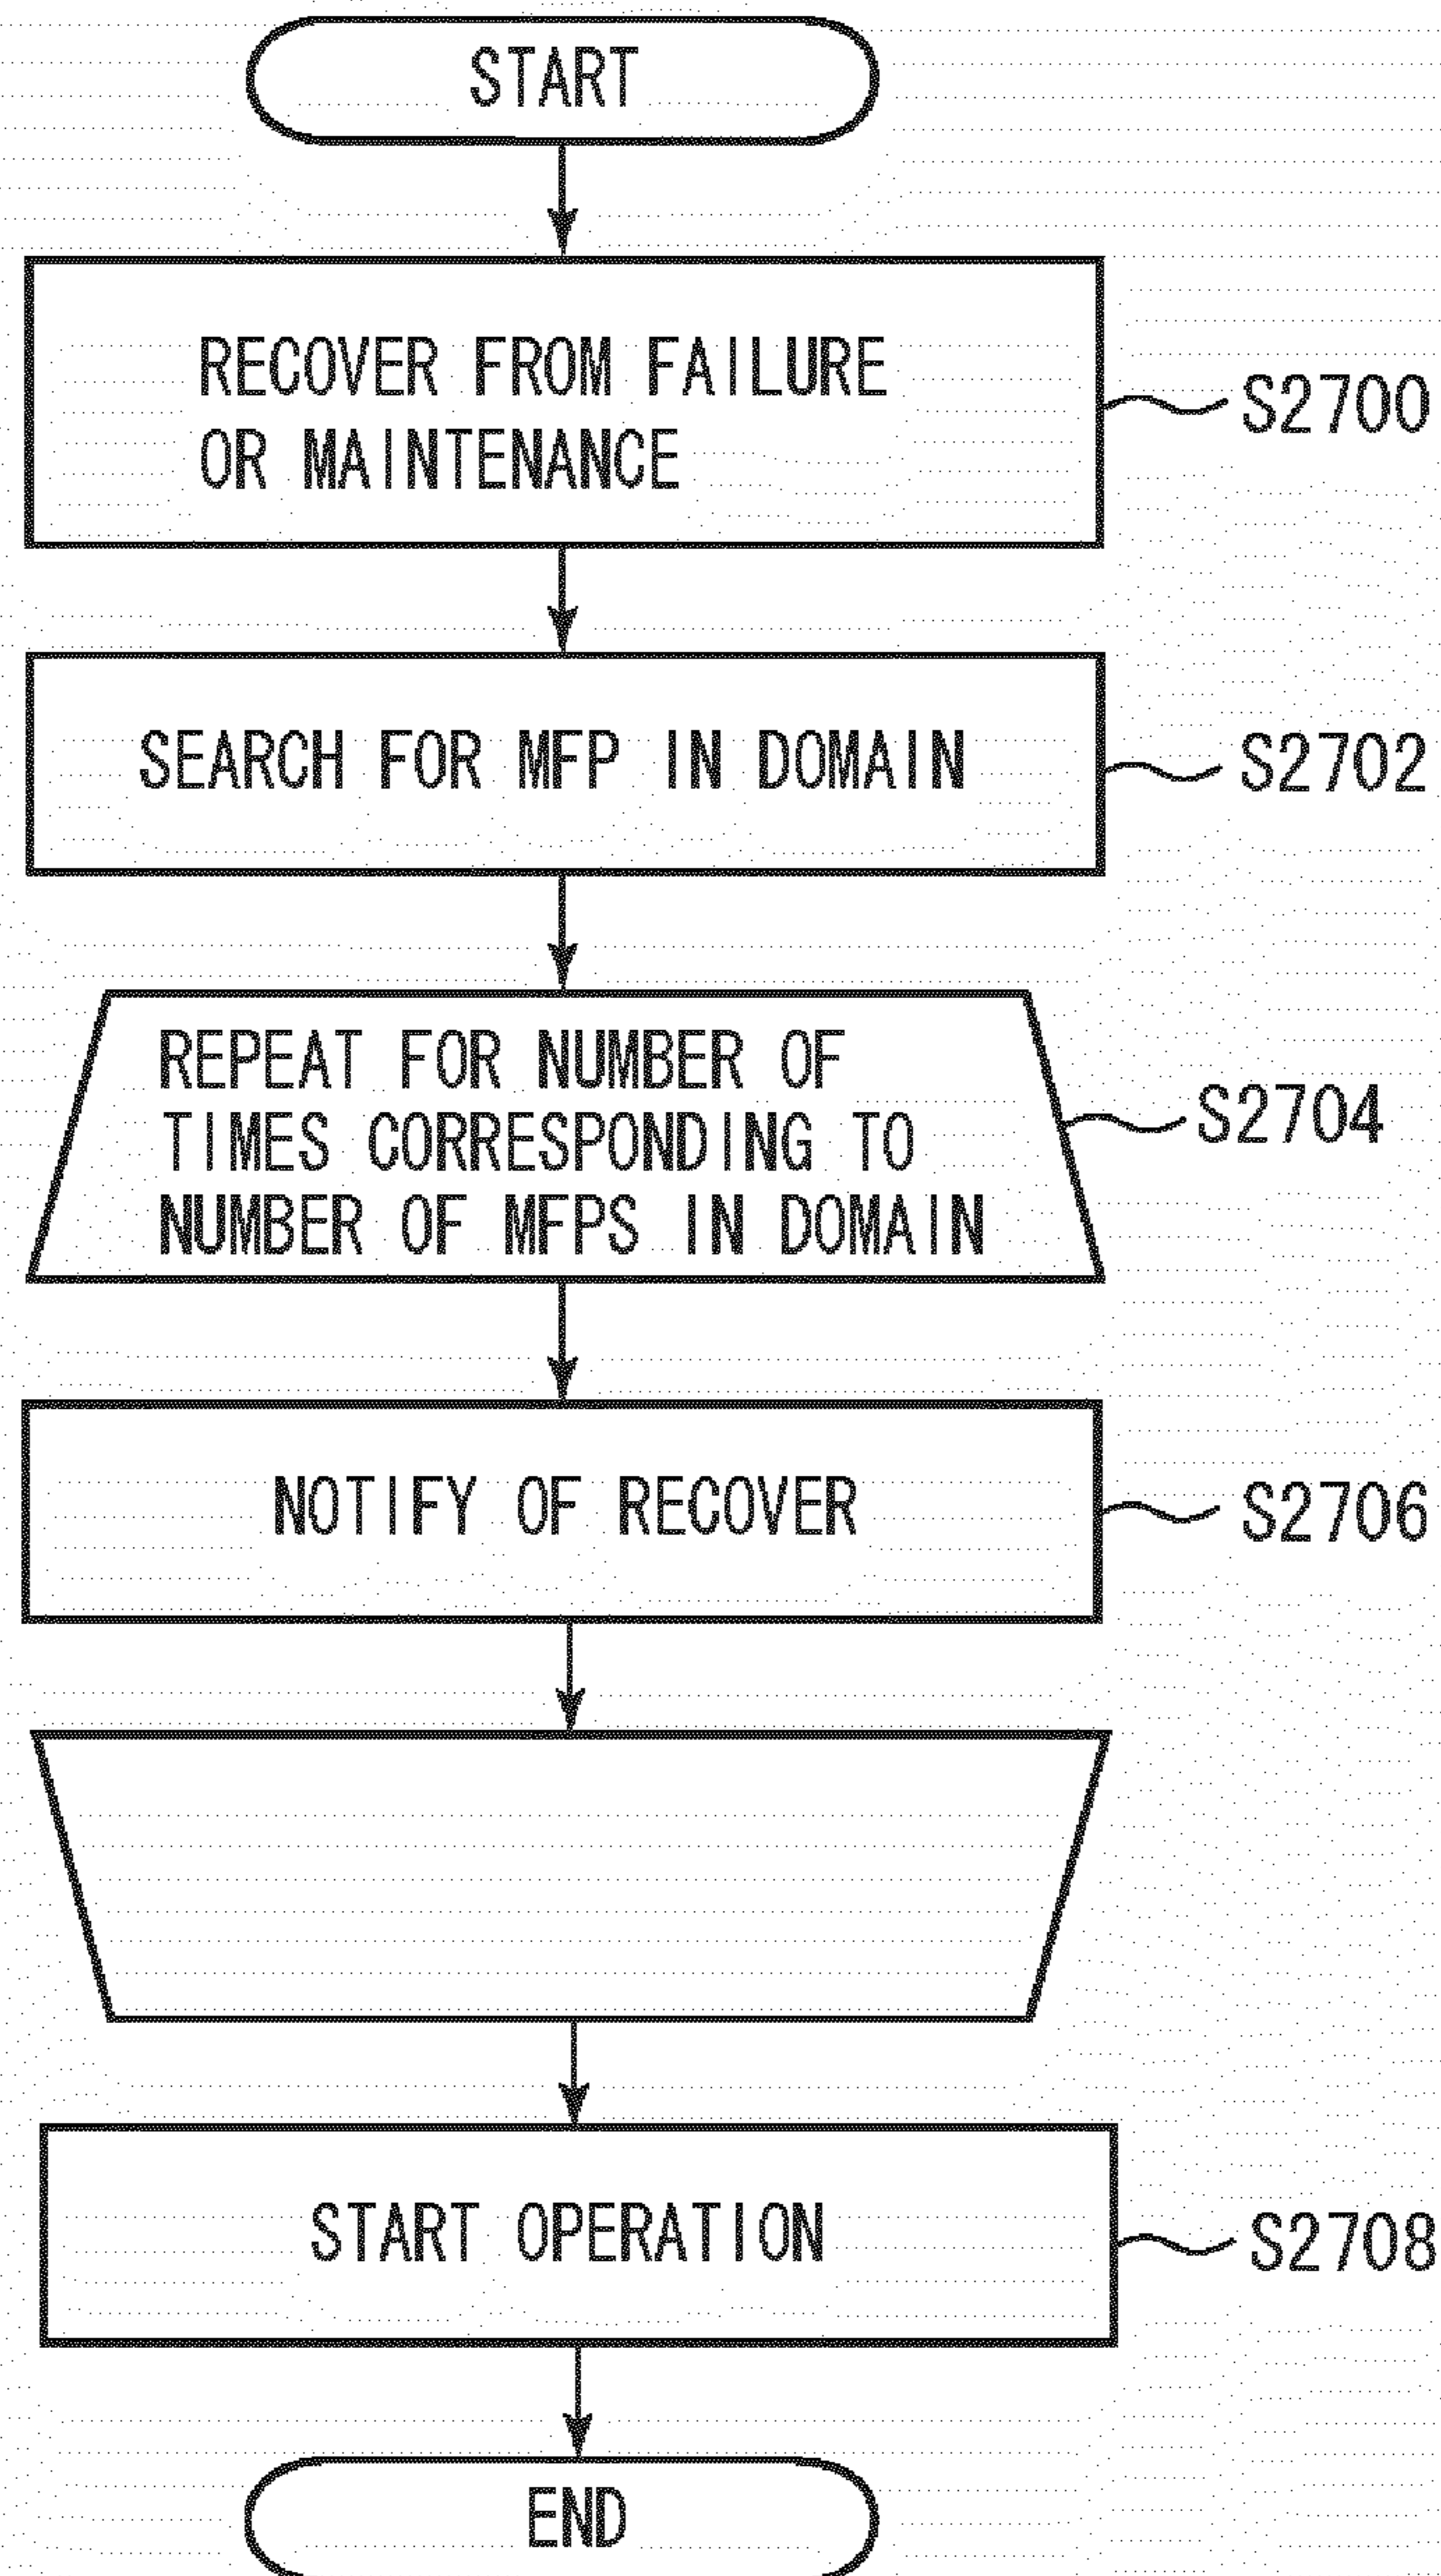 START
RECOVER FROM FAILURE
OR MAINTENANCE
S2700
SEARCH FOR MFP IN DOMAIN
S2702
REPEAT FOR NUMBER OF
TIMES CORRESPONDING TO
NUMBER OF MFPS IN DOMAIN
S2704
NOTIFY OF RECOVER
S2706
START OPERATION
S2708
END